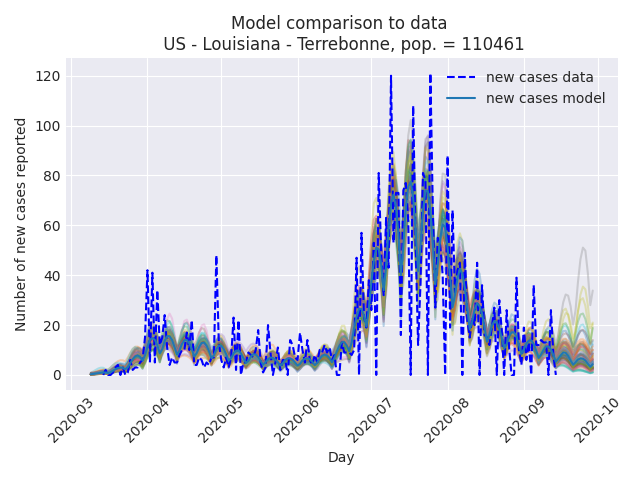 Model comparison to data
US - Louisiana - Terrebonne, pop. = 110461
new cases data
new cases model
Number of new cases reported
120
100
80
60
40
20
0
2020-03
2020-04
2020-05
2020-06
2020-07
2020-08
2020-09
2020-10
Day